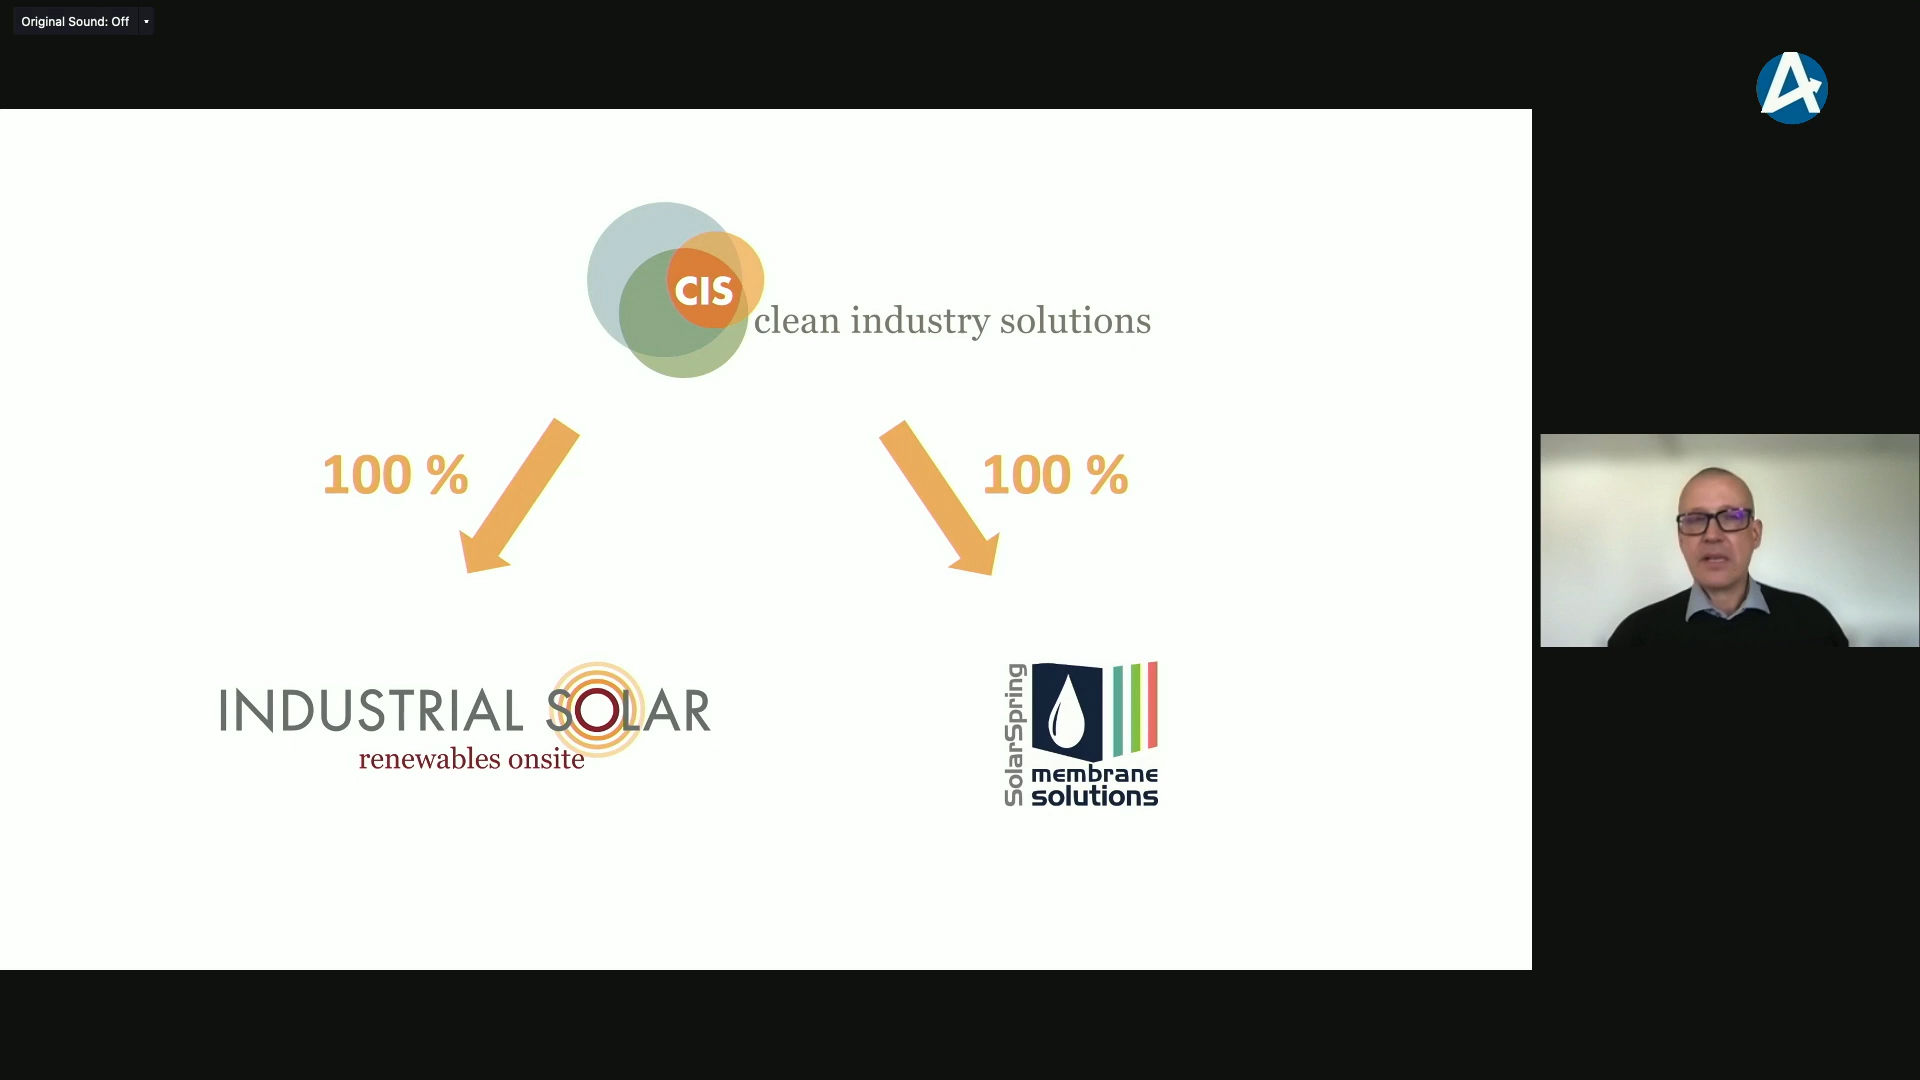 Original Sound: Off
CIS
clean industry solutions
100 %
100 %
INDUSTRIAL SOLAR
renewables onsite
SolarSpring
membrane
solutions